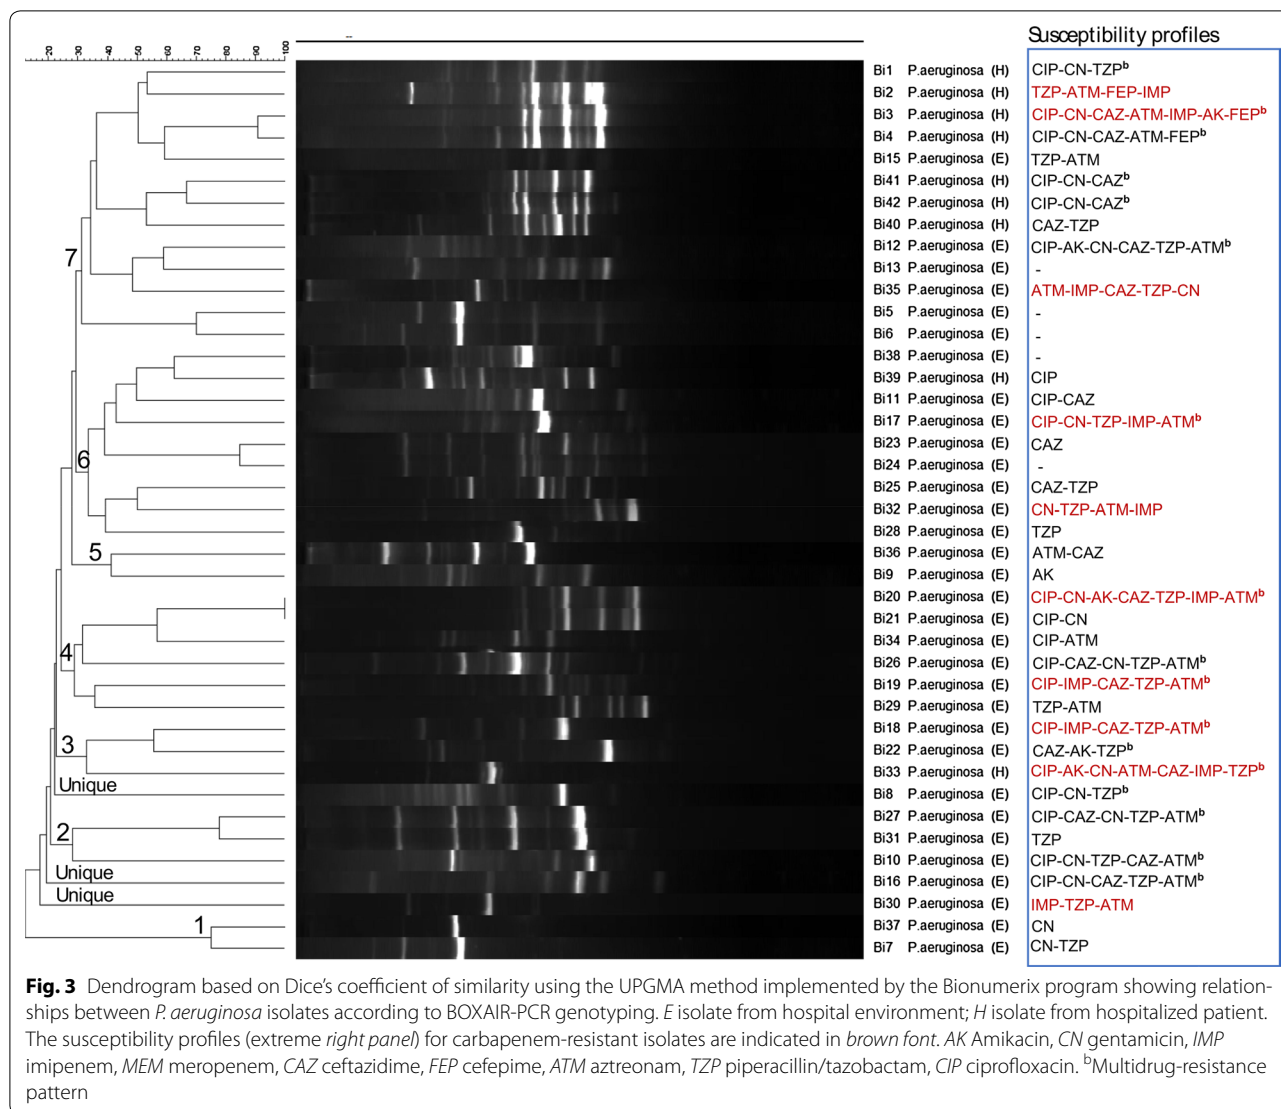 Susceptibility profiles
20 40 60 80 100
Bi1 P.aeruginosa (H) CIP-CN-TZPᵇ
Bi2 P.aeruginosa (H) TZP-ATM-FEP-IMP
Bi3 P.aeruginosa (H) CIP-CN-CAZ-ATM-IMP-AK-FEPᵇ
Bi4 P.aeruginosa (H) CIP-CN-CAZ-ATM-FEPᵇ
Bi15 P.aeruginosa (E) TZP-ATM
Bi41 P.aeruginosa (H) CIP-CN-CAZᵇ
Bi42 P.aeruginosa (H) CIP-CN-CAZᵇ
Bi40 P.aeruginosa (H) CAZ-TZP
Bi12 P.aeruginosa (E) CIP-AK-CN-CAZ-TZP-ATMᵇ
7
Bi13 P.aeruginosa (E) -
Bi35 P.aeruginosa (E) ATM-IMP-CAZ-TZP-CN
Bi5 P.aeruginosa (E) -
Bi6 P.aeruginosa (E) -
Bi38 P.aeruginosa (E) -
Bi39 P.aeruginosa (H) CIP
Bi11 P.aeruginosa (E) CIP-CAZ
Bi17 P.aeruginosa (E) CIP-CN-TZP-IMP-ATMᵇ
Bi23 P.aeruginosa (E) CAZ
6
Bi24 P.aeruginosa (E) -
Bi25 P.aeruginosa (E) CAZ-TZP
Bi32 P.aeruginosa (E) CN-TZP-ATM-IMP
Bi28 P.aeruginosa (E) TZP
5
Bi36 P.aeruginosa (E) ATM-CAZ
Bi9 P.aeruginosa (E) AK
Bi20 P.aeruginosa (E) CIP-CN-AK-CAZ-TZP-IMP-ATMᵇ
Bi21 P.aeruginosa (E) CIP-CN
Bi34 P.aeruginosa (E) CIP-ATM
4
Bi26 P.aeruginosa (E) CIP-CAZ-CN-TZP-ATMᵇ
Bi19 P.aeruginosa (E) CIP-IMP-CAZ-TZP-ATMᵇ
Bi29 P.aeruginosa (E) TZP-ATM
Bi18 P.aeruginosa (E) CIP-IMP-CAZ-TZP-ATMᵇ
3
Bi22 P.aeruginosa (E) CAZ-AK-TZPᵇ
Bi33 P.aeruginosa (H) CIP-AK-CN-ATM-CAZ-IMP-TZPᵇ
Unique
Bi8 P.aeruginosa (E) CIP-CN-TZPᵇ
Bi27 P.aeruginosa (E) CIP-CAZ-CN-TZP-ATMᵇ
2
Bi31 P.aeruginosa (E) TZP
Bi10 P.aeruginosa (E) CIP-CN-TZP-CAZ-ATMᵇ
Unique
Bi16 P.aeruginosa (E) CIP-CN-CAZ-TZP-ATMᵇ
Unique
Bi30 P.aeruginosa (E) IMP-TZP-ATM
1
Bi37 P.aeruginosa (E) CN
Bi7 P.aeruginosa (E) CN-TZP
Fig. 3 Dendrogram based on Dice's coefficient of similarity using the UPGMA method implemented by the Bionumerix program showing relation-
ships between P. aeruginosa isolates according to BOXAIR-PCR genotyping. E isolate from hospital environment; H isolate from hospitalized patient.
The susceptibility profiles (extreme right panel) for carbapenem-resistant isolates are indicated in brown font. AK Amikacin, CN gentamicin, IMP
imipenem, MEM meropenem, CAZ ceftazidime, FEP cefepime, ATM aztreonam, TZP piperacillin/tazobactam, CIP ciprofloxacin. ᵇMultidrug-resistance
pattern